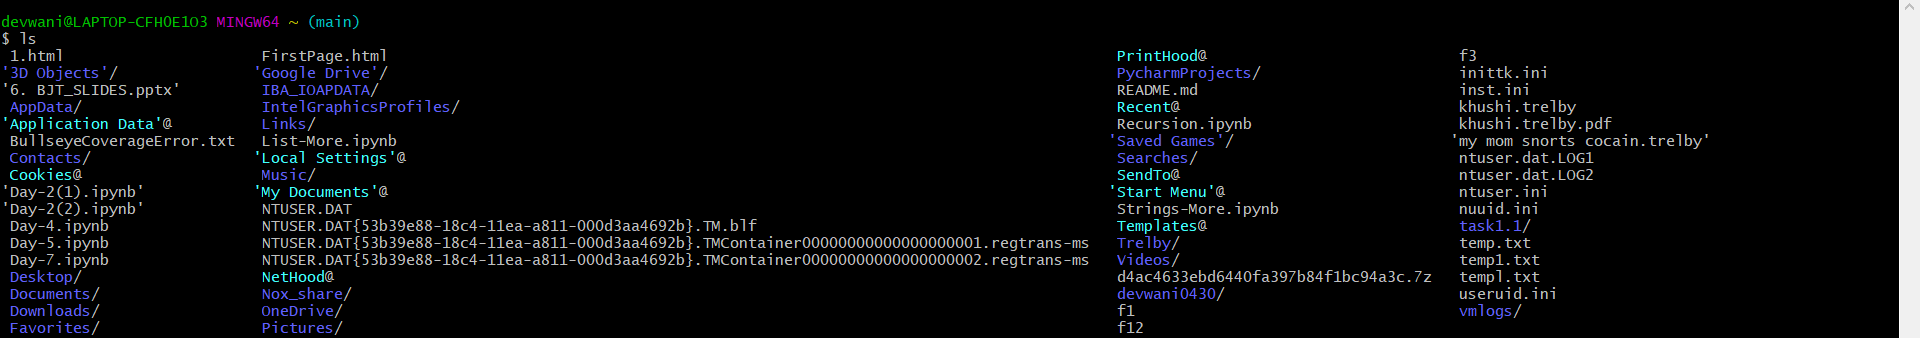 devwani@LAPTOP-CFH0E1O3 MINGW64 ~ (main)
$ ls
 1.html                    FirstPage.html                                                                                 PrintHood@                               f3
'3D Objects'/             'Google Drive'/                                                                                 PycharmProjects/                         inittk.ini
'6. BJT_SLIDES.pptx'       IBA_IOAPDATA/                                                                                  README.md                                inst.ini
 AppData/                  IntelGraphicsProfiles/                                                                         Recent@                                  khushi.trelby
'Application Data'@        Links/                                                                                         Recursion.ipynb                          khushi.trelby.pdf
 BullseyeCoverageError.txt   List-More.ipynb                                                                             'Saved Games'/                           'my mom snorts cocain.trelby'
 Contacts/                'Local Settings'@                                                                               Searches/                                ntuser.dat.LOG1
 Cookies@                  Music/                                                                                         SendTo@                                  ntuser.dat.LOG2
'Day-2(1).ipynb'          'My Documents'@                                                                                'Start Menu'@                             ntuser.ini
'Day-2(2).ipynb'           NTUSER.DAT                                                                                     Strings-More.ipynb                       nuuid.ini
 Day-4.ipynb               NTUSER.DAT{53b39e88-18c4-11ea-a811-000d3aa4692b}.TM.blf                                        Templates@                               task1.1/
 Day-5.ipynb               NTUSER.DAT{53b39e88-18c4-11ea-a811-000d3aa4692b}.TMContainer00000000000000000001.regtrans-ms   Trelby/                                  temp.txt
 Day-7.ipynb               NTUSER.DAT{53b39e88-18c4-11ea-a811-000d3aa4692b}.TMContainer00000000000000000002.regtrans-ms   Videos/                                  temp1.txt
 Desktop/                  NetHood@                                                                                       d4ac4633ebd6440fa397b84f1bc94a3c.7z      templ.txt
 Documents/                Nox_share/                                                                                     devwani0430/                             useruid.ini
 Downloads/                OneDrive/                                                                                      f1                                       vmlogs/
 Favorites/                Pictures/                                                                                      f12